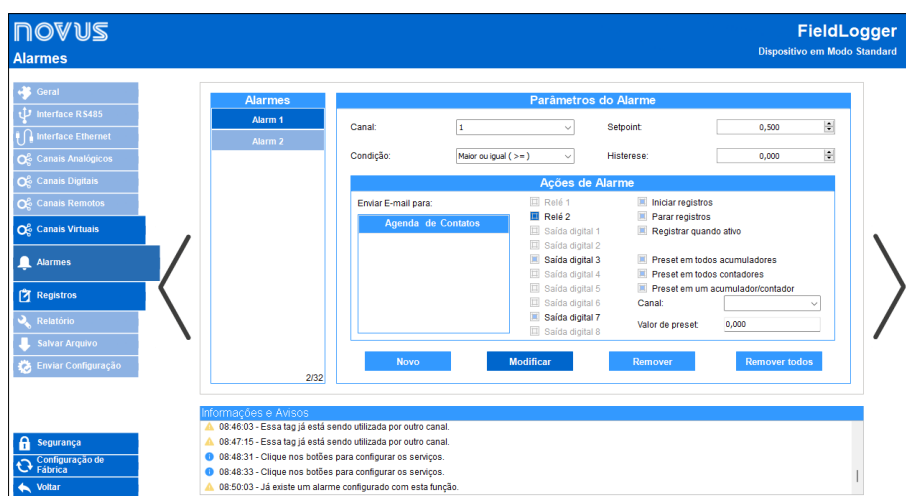 novus
FieldLogger
Alarmes
Dispositivo em Modo Standard
Geral
Interface RS485
Interface Ethernet
Canais Analógicos
Canais Digitais
Canais Remotos
Canais Virtuais
Alarmes
Registros
Relatório
Salvar Arquivo
Enviar Configuração
Segurança
Configuração de
Fábrica
Voltar
Alarmes
Alarm 1
Alarm 2
2/32
Parâmetros do Alarme
Canal: 1 Setpoint: 0,500
Condição: Maior ou igual ( >= ) Histerese: 0,000
Ações de Alarme
Enviar E-mail para:
Agenda de Contatos
Relé 1
Relé 2
Saída digital 1
Saída digital 2
Saída digital 3
Saída digital 4
Saída digital 5
Saída digital 6
Saída digital 7
Saída digital 8
Iniciar registros
Parar registros
Registrar quando ativo
Preset em todos acumuladores
Preset em todos contadores
Preset em um acumulador/contador
Canal:
Valor de preset: 0,000
Novo Modificar Remover Remover todos
Informações e Avisos
08:46:03 - Essa tag já está sendo utilizada por outro canal.
08:47:15 - Essa tag já está sendo utilizada por outro canal.
08:48:31 - Clique nos botões para configurar os serviços.
08:48:33 - Clique nos botões para configurar os serviços.
08:50:03 - Já existe um alarme configurado com esta função.